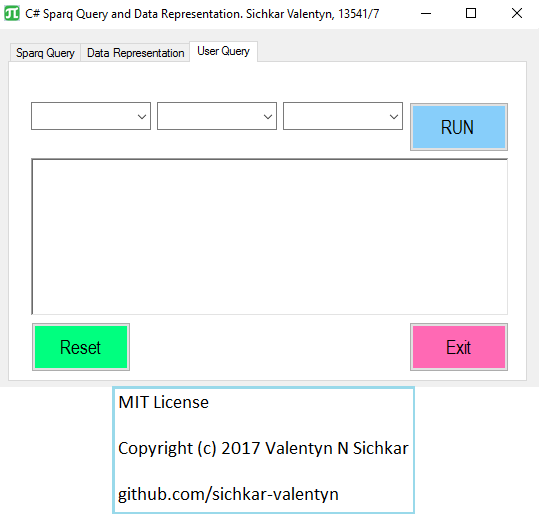 C# Sparq Query and Data Representation. Sichkar Valentyn, 13541/7
Sparq Query Data Representation User Query
RUN
Reset Exit
MIT License
Copyright (c) 2017 Valentyn N Sichkar
github.com/sichkar-valentyn